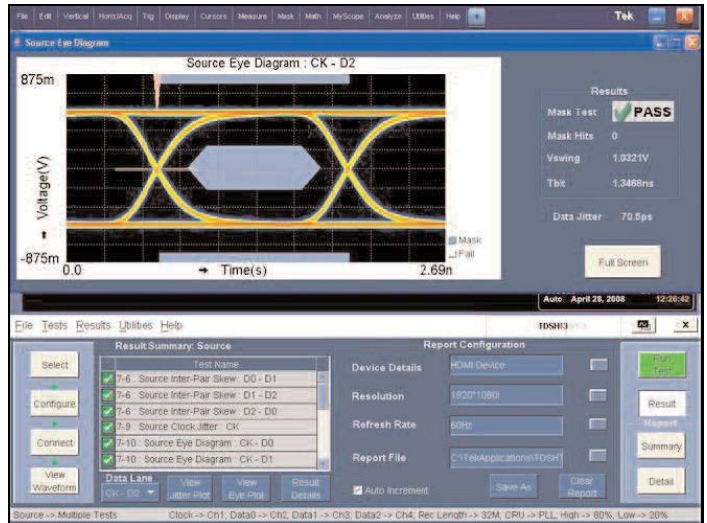 File Edit Vertical Horiz/Acq Trig Display Cursors Measure Mask Math MyScope Analyze Utilities Help Tek
Source Eye Diagram
Source Eye Diagram : CK - D2
875m
Voltage(V)
-875m
0.0
Time(s)
2.69n
Mask
Fail
Results
Mask Test PASS
Mask Hits 0
Vswing 1.0321V
Tbit 1.3468ns
Data Jitter 70.5ps
Full Screen
Auto April 28, 2008 12:26:42
File Tests Results Utilities Help
X
Select
Configure
Connect
View
Waveform
Result Summary: Source
Test Name
7-6 : Source Inter-Pair Skew : D0 - D1
7-6 : Source Inter-Pair Skew : D1 - D2
7-6 : Source Inter-Pair Skew : D2 - D0
7-9 : Source Clock Jitter : CK
7-10 : Source Eye Diagram : CK - D0
7-10 : Source Eye Diagram : CK - D1
Data Lane
CK - D2
View
Jitter Plot
View
Eye Plot
Result
Details
Report Configuration
Device Details HDMI Device
Resolution 1920*1080i
Refresh Rate 60Hz
Report File C:\TekApplications\TDSHT
Auto Increment
Save As
Clear
Report
Run
Test
Result
Report
Summary
Detail
Source -> Multiple Tests Clock -> Ch1, Data0 -> Ch2, Data1 -> Ch3, Data2 -> Ch4, Rec Length -> 32M, CRU -> PLL, High -> 80%, Low -> 20%